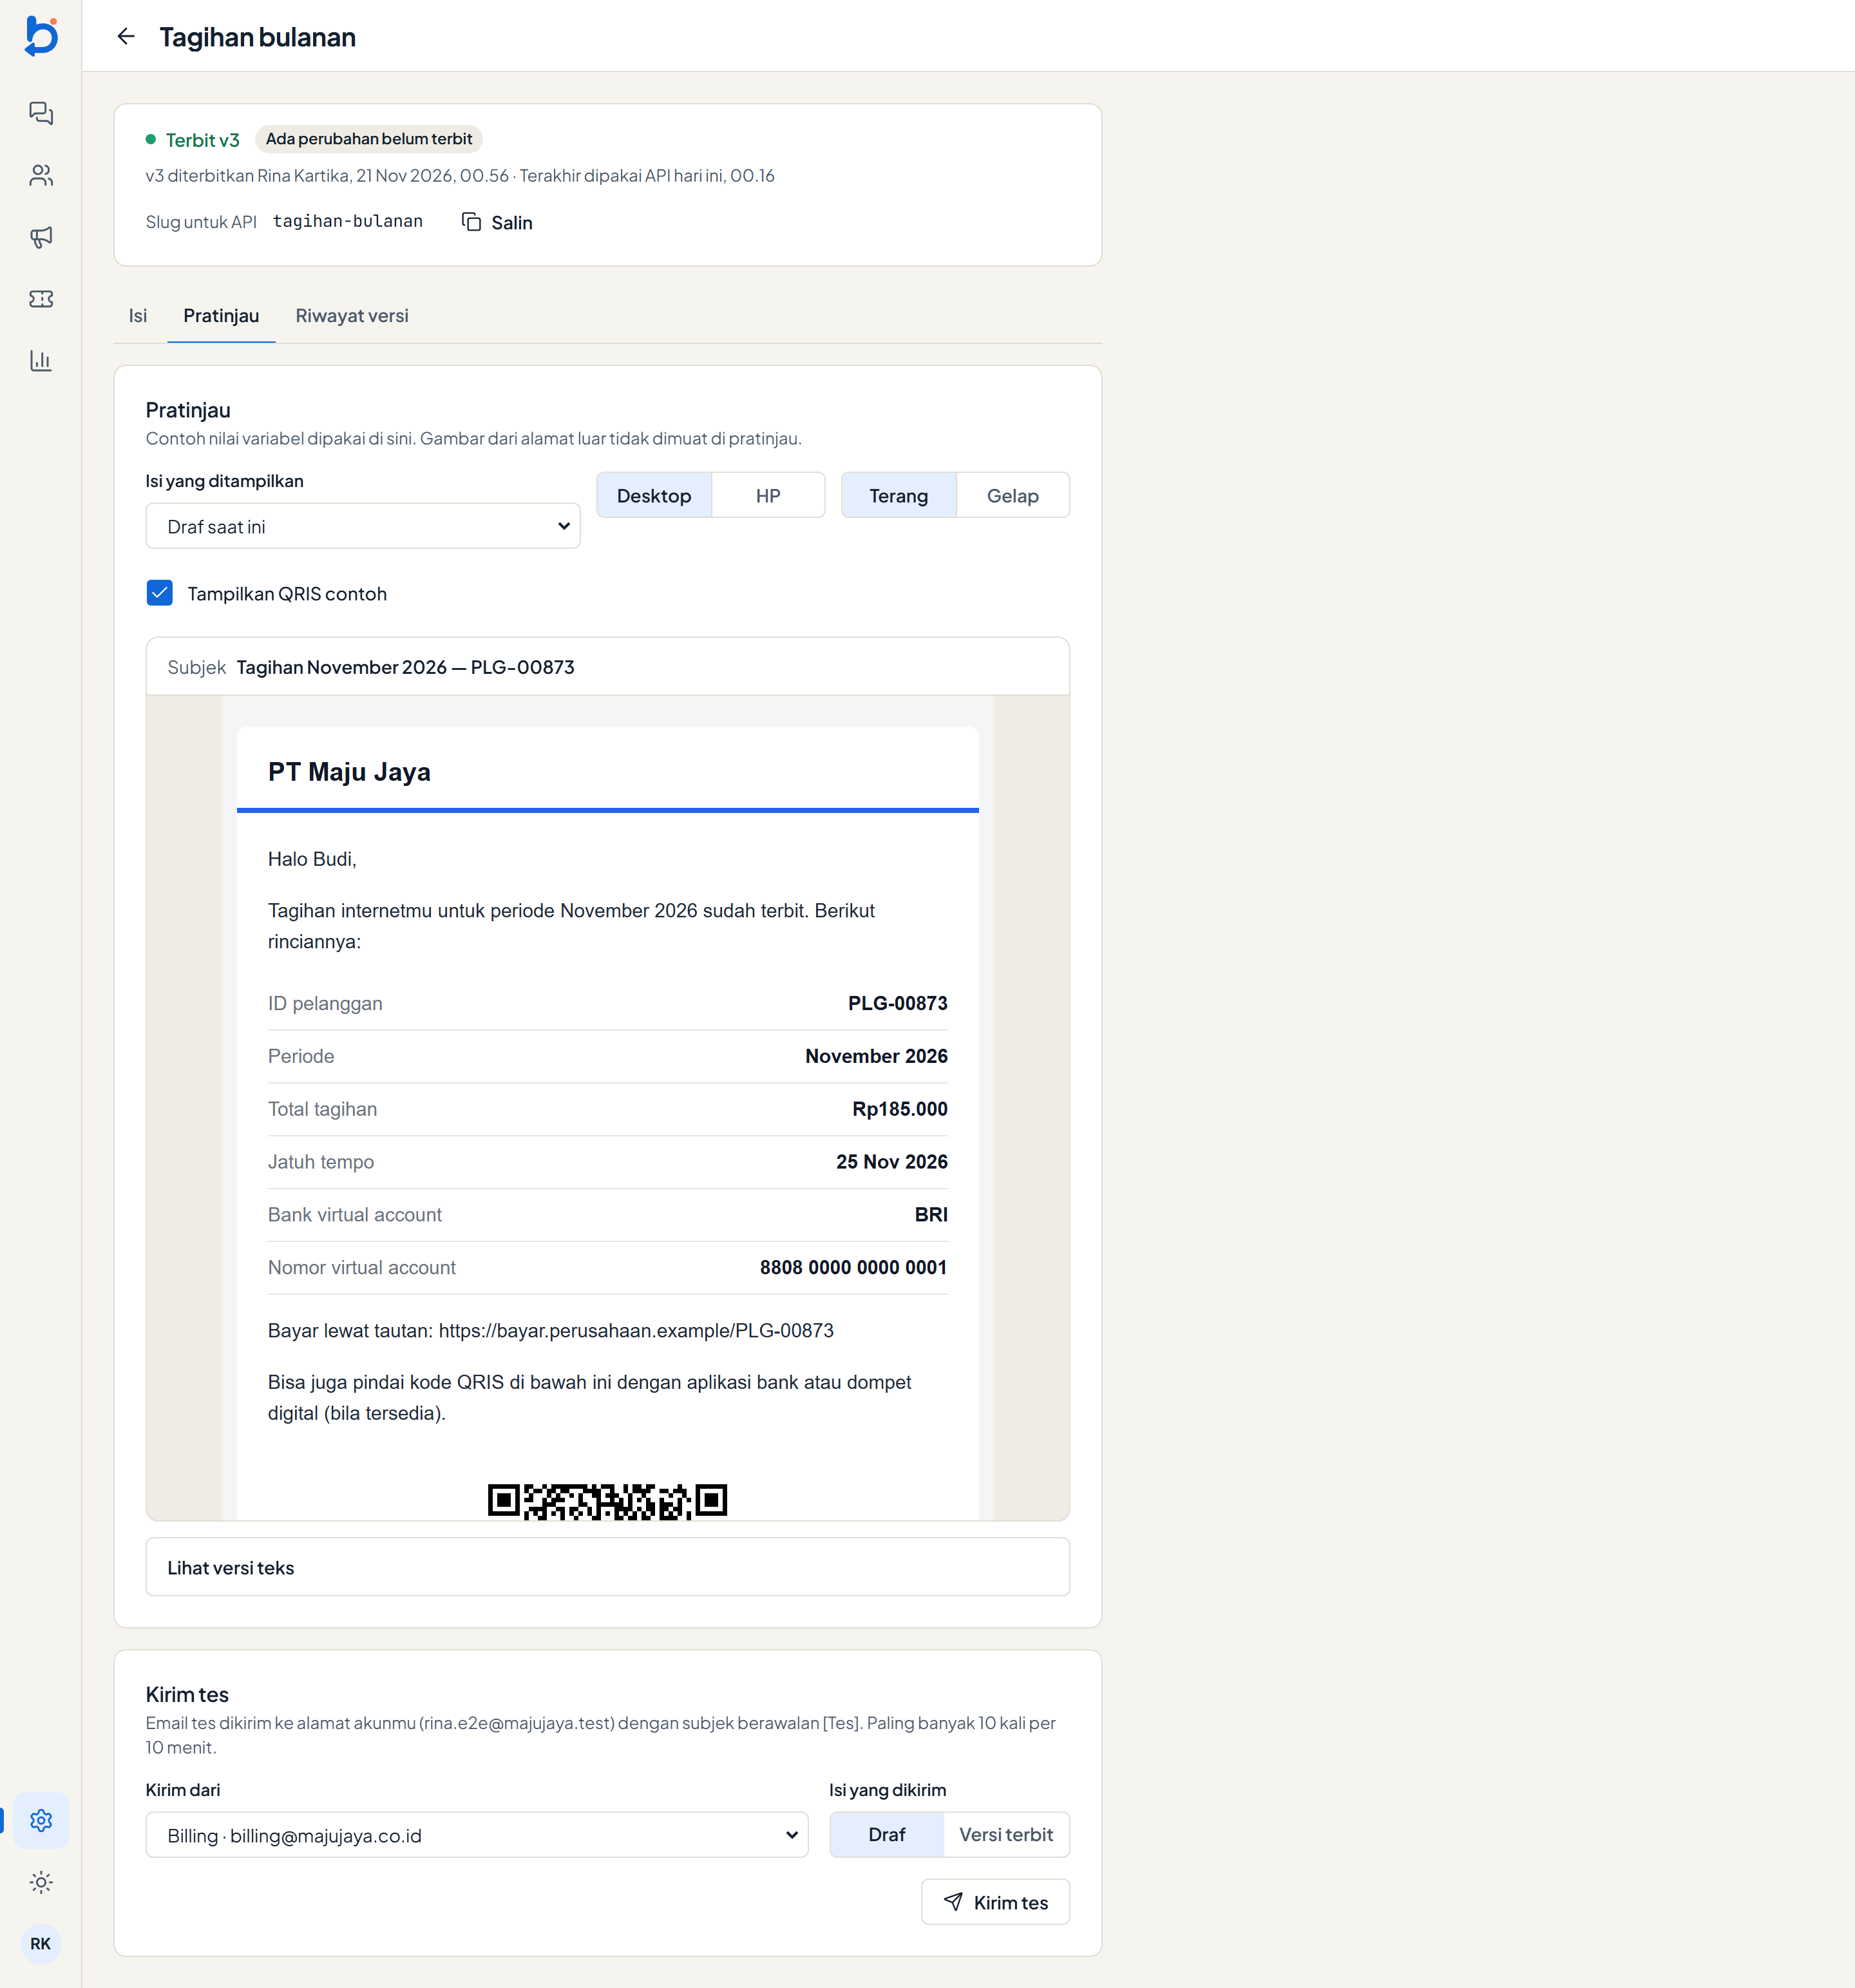 Tagihan bulanan
Terbit v3
Ada perubahan belum terbit
v3 diterbitkan Rina Kartika, 21 Nov 2026, 00.56 · Terakhir dipakai API hari ini, 00.16
Slug untuk API tagihan-bulanan Salin
Isi Pratinjau Riwayat versi
Pratinjau
Contoh nilai variabel dipakai di sini. Gambar dari alamat luar tidak dimuat di pratinjau.
Isi yang ditampilkan
Draf saat ini
Desktop HP
Terang Gelap
Tampilkan QRIS contoh
Subjek Tagihan November 2026 — PLG-00873
PT Maju Jaya
Halo Budi,
Tagihan internetmu untuk periode November 2026 sudah terbit. Berikut
rinciannya:
ID pelanggan PLG-00873
Periode November 2026
Total tagihan Rp185.000
Jatuh tempo 25 Nov 2026
Bank virtual account BRI
Nomor virtual account 8808 0000 0000 0001
Bayar lewat tautan: https://bayar.perusahaan.example/PLG-00873
Bisa juga pindai kode QRIS di bawah ini dengan aplikasi bank atau dompet
digital (bila tersedia).
Lihat versi teks
Kirim tes
Email tes dikirim ke alamat akunmu (rina.e2e@majujaya.test) dengan subjek berawalan [Tes]. Paling banyak 10 kali per
10 menit.
Kirim dari
Billing · billing@majujaya.co.id
Isi yang dikirim
Draf Versi terbit
Kirim tes
RK